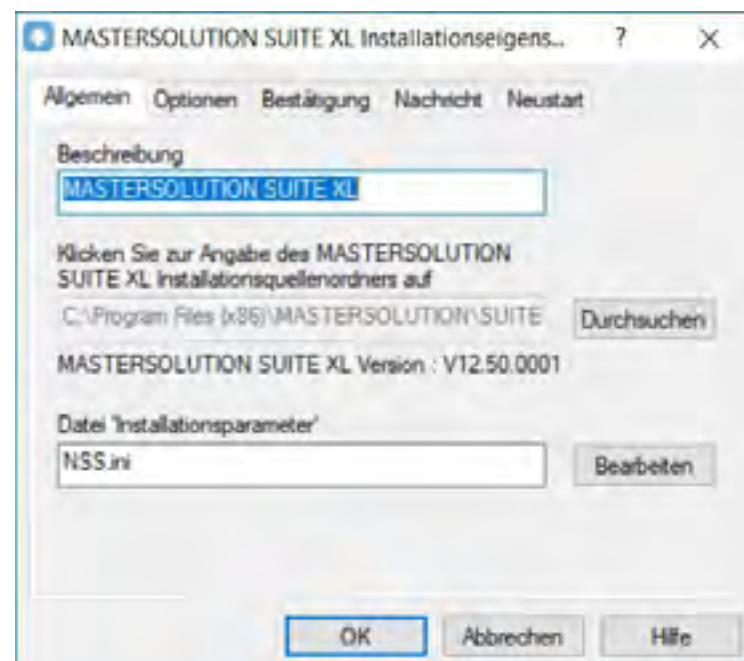 MASTERSOLUTION SUITE XL Installationseigens...
?
Allgemein Optionen Bestätigung Nachricht Neustart
Beschreibung
MASTERSOLUTION SUITE XL
Klicken Sie zur Angabe des MASTERSOLUTION
SUITE XL Installationsquellenordners auf
C:\Program Files (x86)\MASTERSOLUTION\SUITE
Durchsuchen
MASTERSOLUTION SUITE XL Version : V12.50.0001
Datei 'Installationsparameter'
NSS.ini
Bearbeiten
OK Abbrechen Hilfe